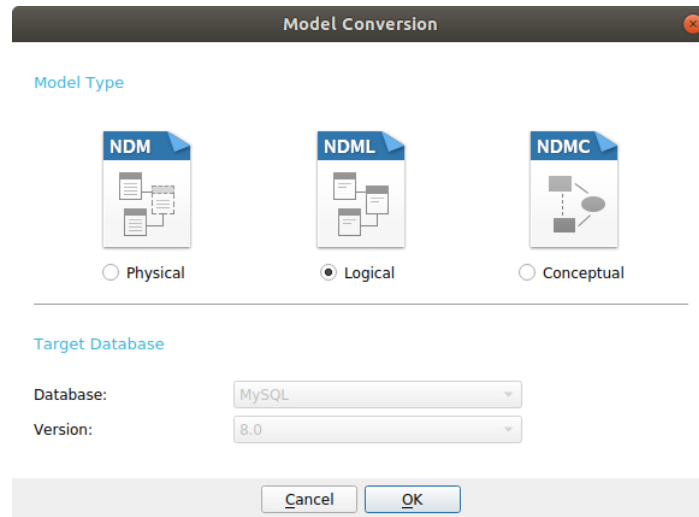 Model Conversion
Model Type
NDM NDML NDMC
Physical Logical Conceptual
Target Database
Database: MySQL
Version: 8.0
Cancel OK